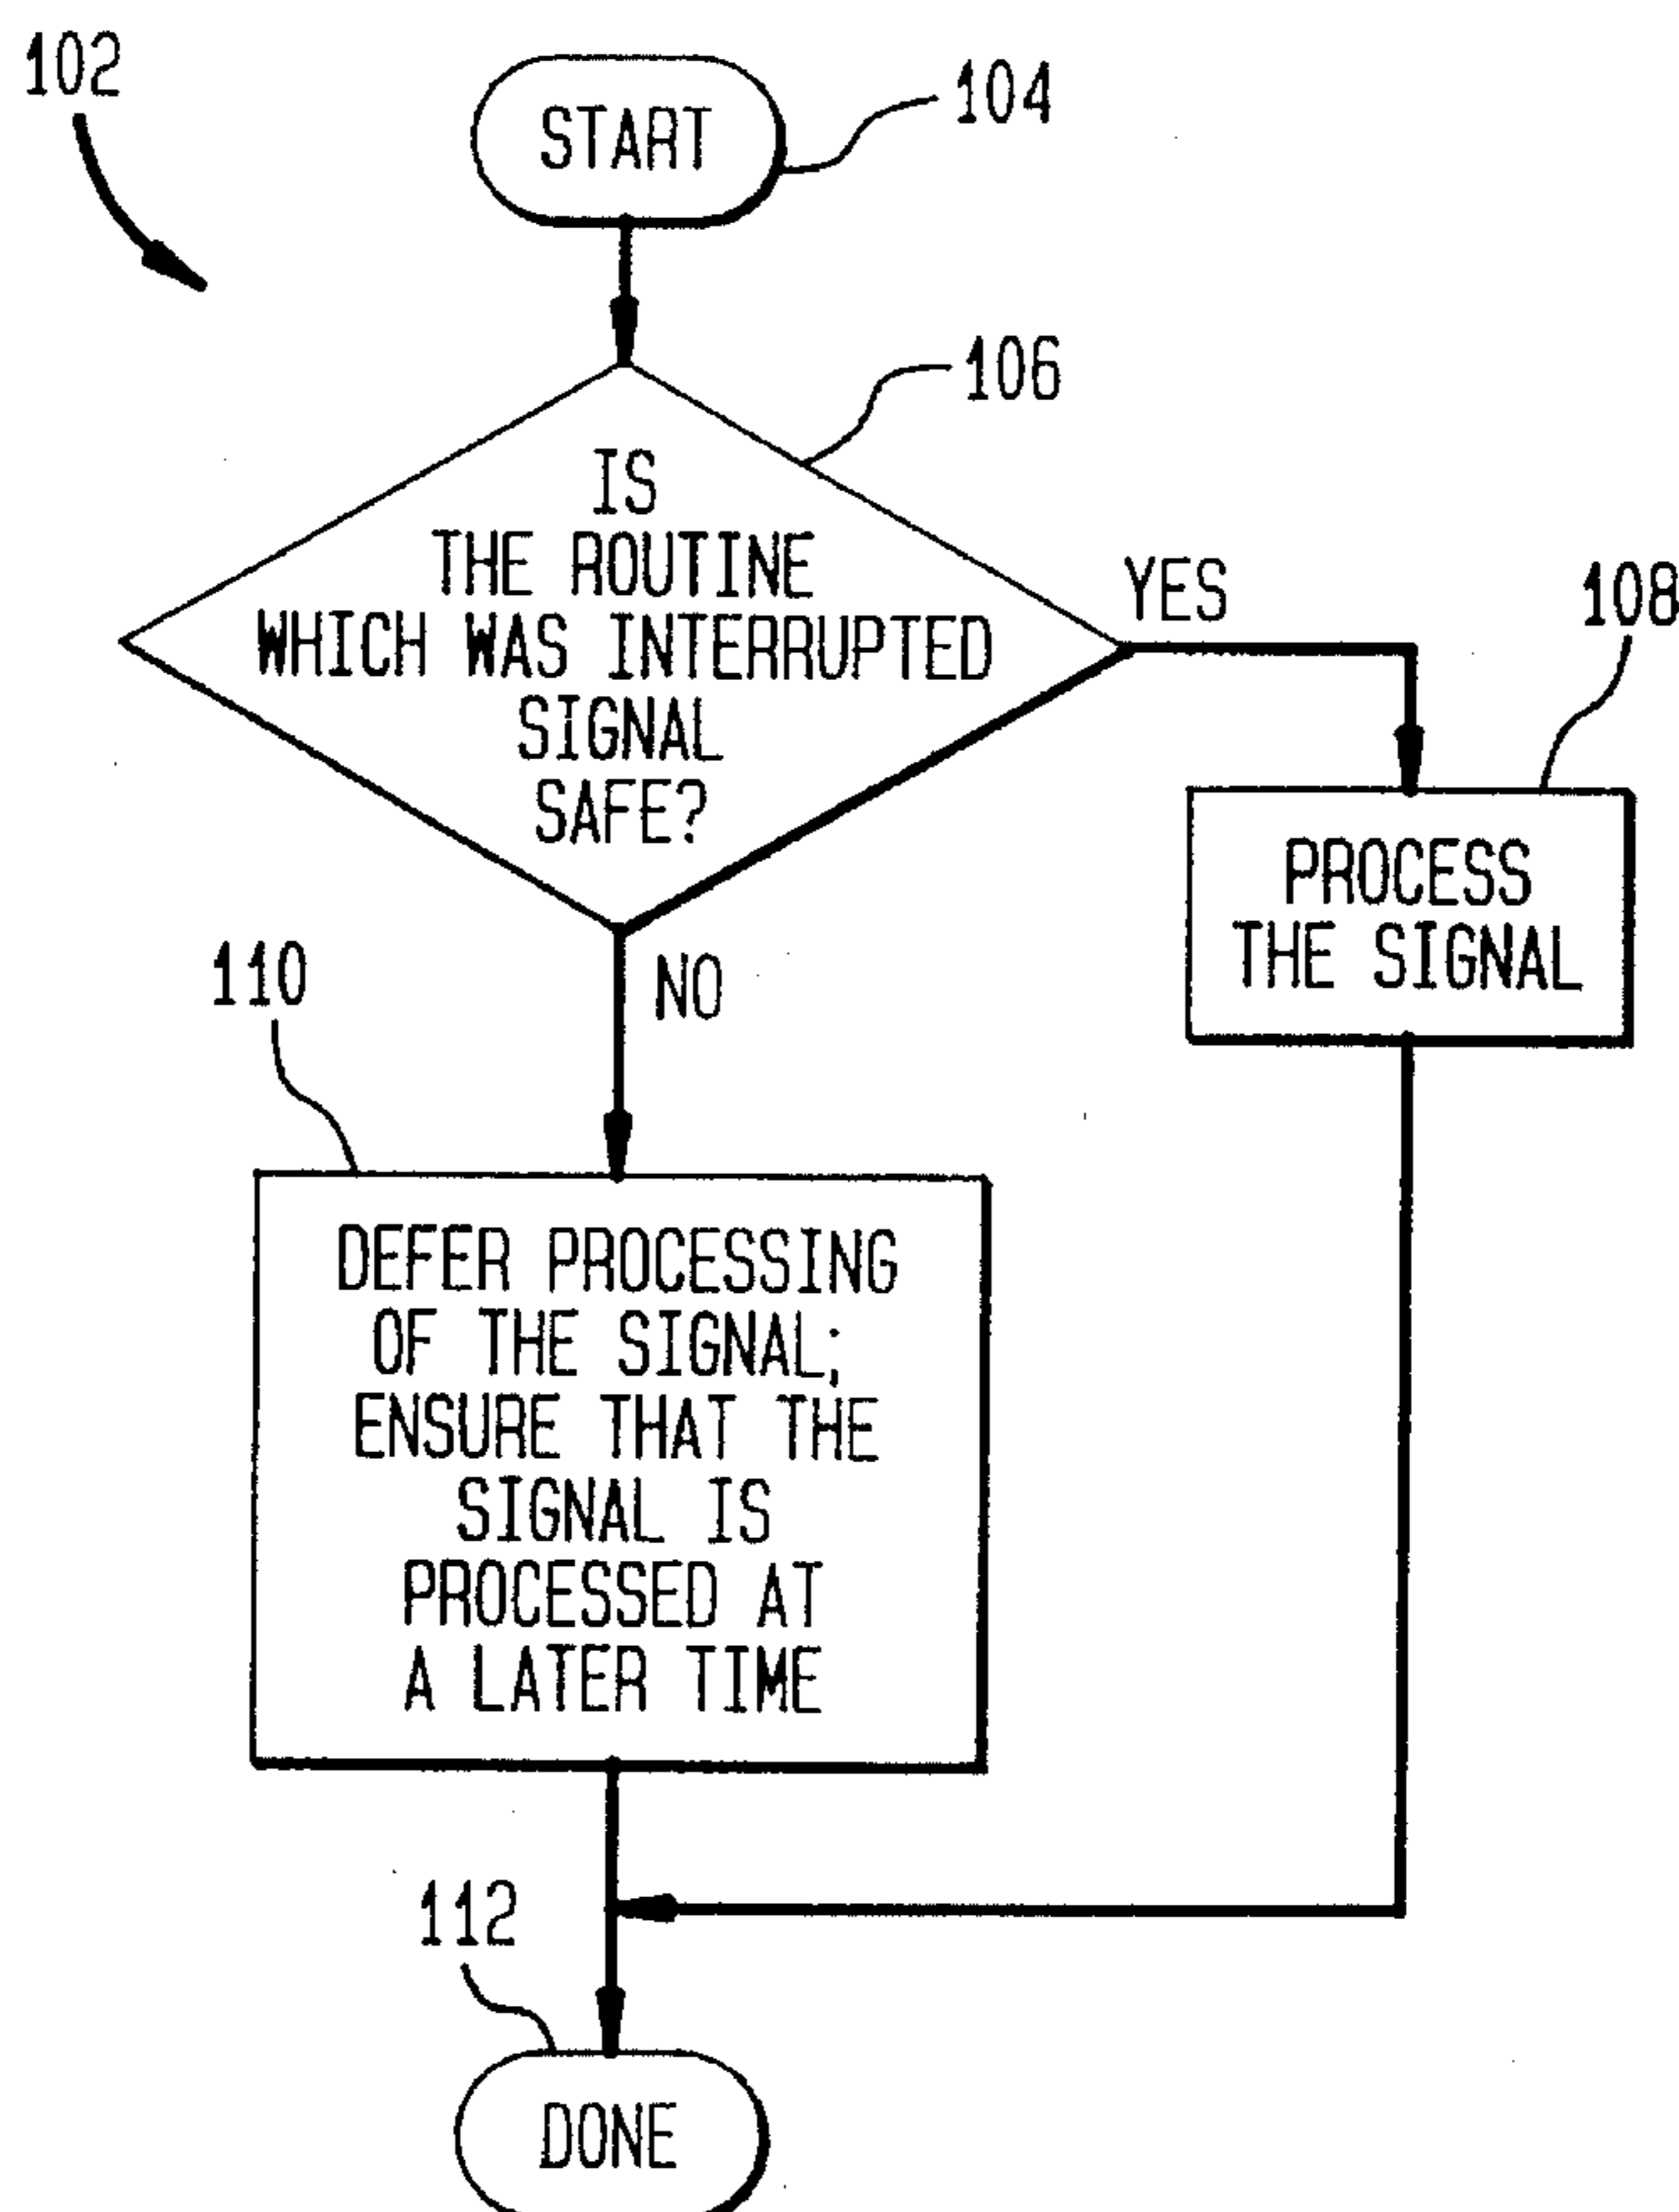 102
START
104
106
IS
THE ROUTINE
WHICH WAS INTERRUPTED
SIGNAL
SAFE?
YES
108
PROCESS
THE SIGNAL
NO
110
DEFER PROCESSING
OF THE SIGNAL;
ENSURE THAT THE
SIGNAL IS
PROCESSED AT
A LATER TIME
112
DONE